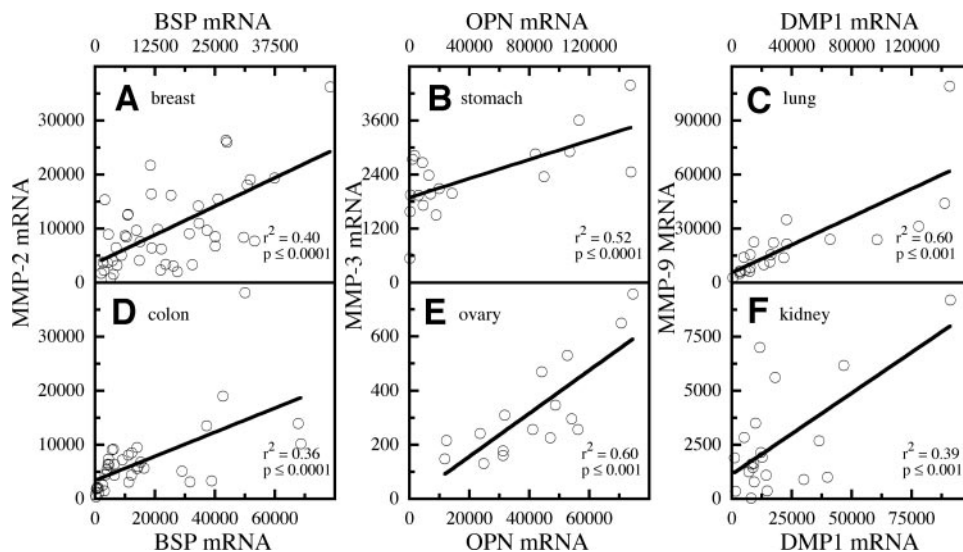 BSP mRNA OPN mRNA DMP1 mRNA
0 12500 25000 37500 0 40000 80000 120000 0 40000 80000 120000
A breast B stomach C lung
30000 3600 90000
20000 2400 60000
10000 1200 30000
0 0 0
r² = 0.40 r² = 0.52 r² = 0.60
p ≤ 0.0001 p ≤ 0.0001 p ≤ 0.001
MMP-2 mRNA MMP-3 mRNA MMP-9 MRNA
D colon E ovary F kidney
30000 600 7500
20000 400 5000
10000 200 2500
0 0 0
r² = 0.36 r² = 0.60 r² = 0.39
p ≤ 0.0001 p ≤ 0.001 p ≤ 0.001
0 20000 40000 60000 0 20000 40000 60000 0 25000 50000 75000
BSP mRNA OPN mRNA DMP1 mRNA